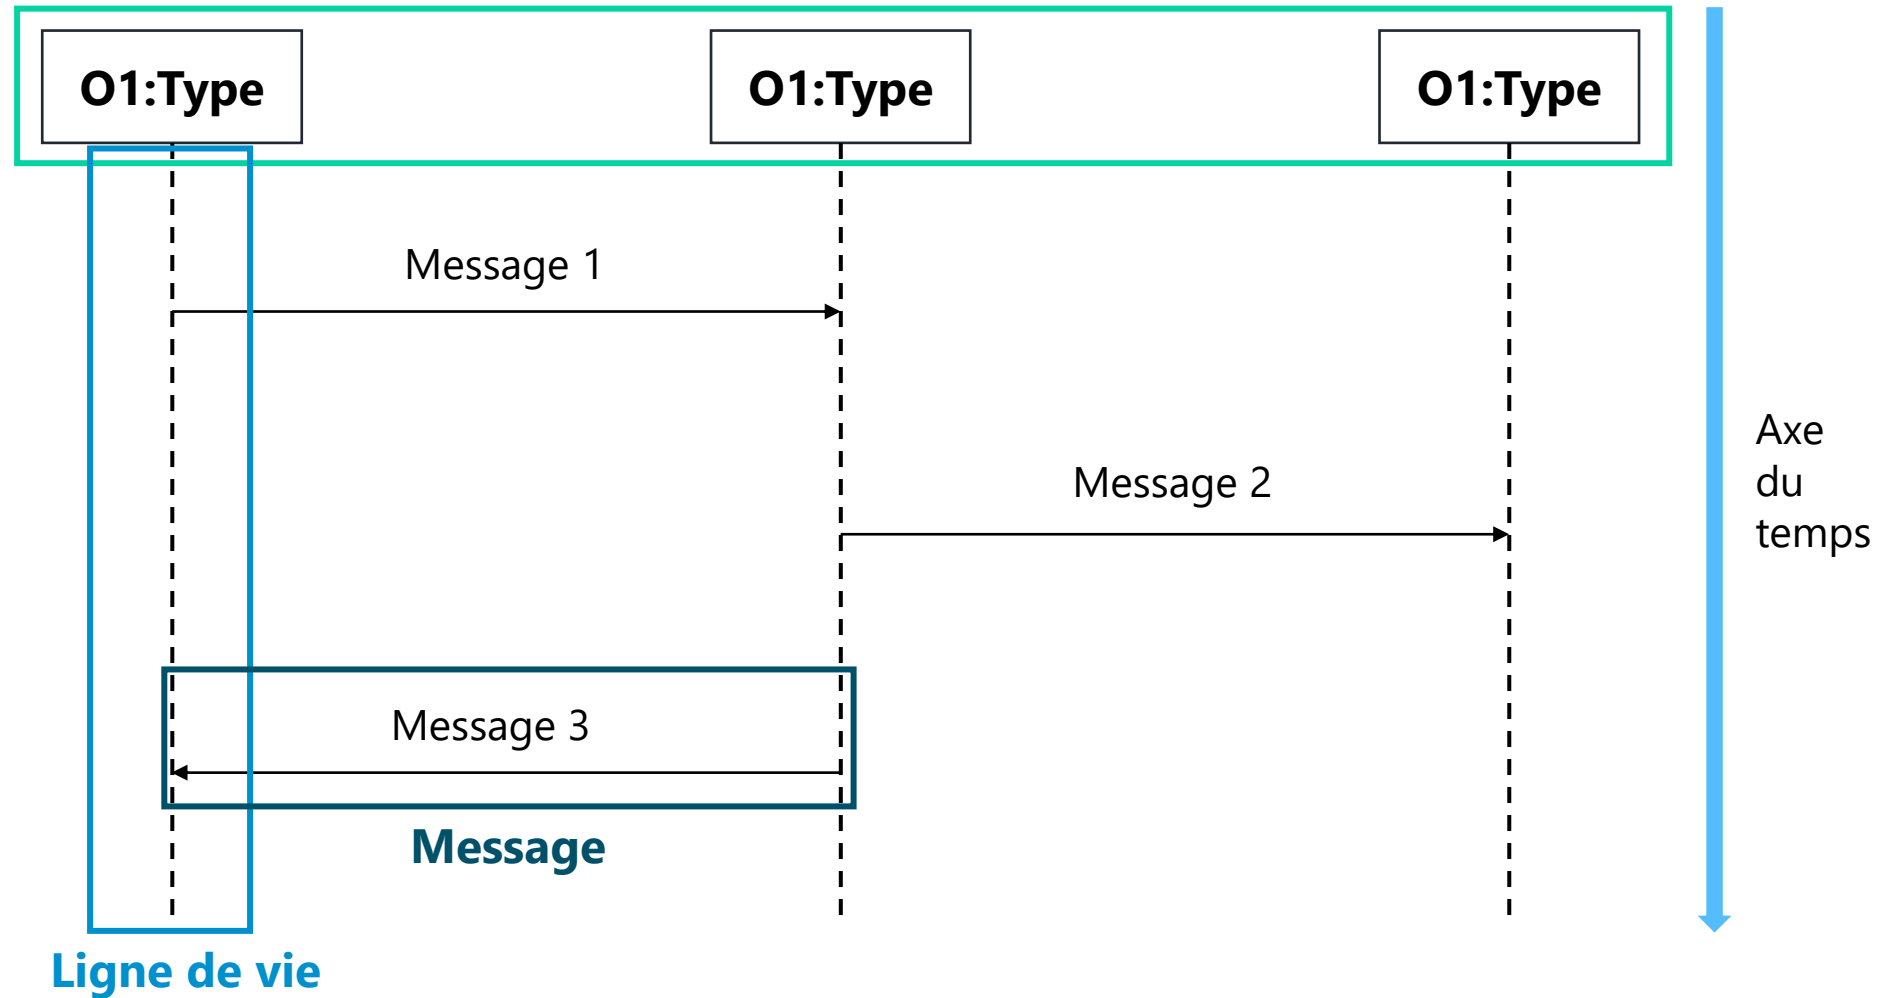 O1:Type
O1:Type
O1:Type
Message 1
Axe
du
temps
Message 2
Message 3
Message
Ligne de vie